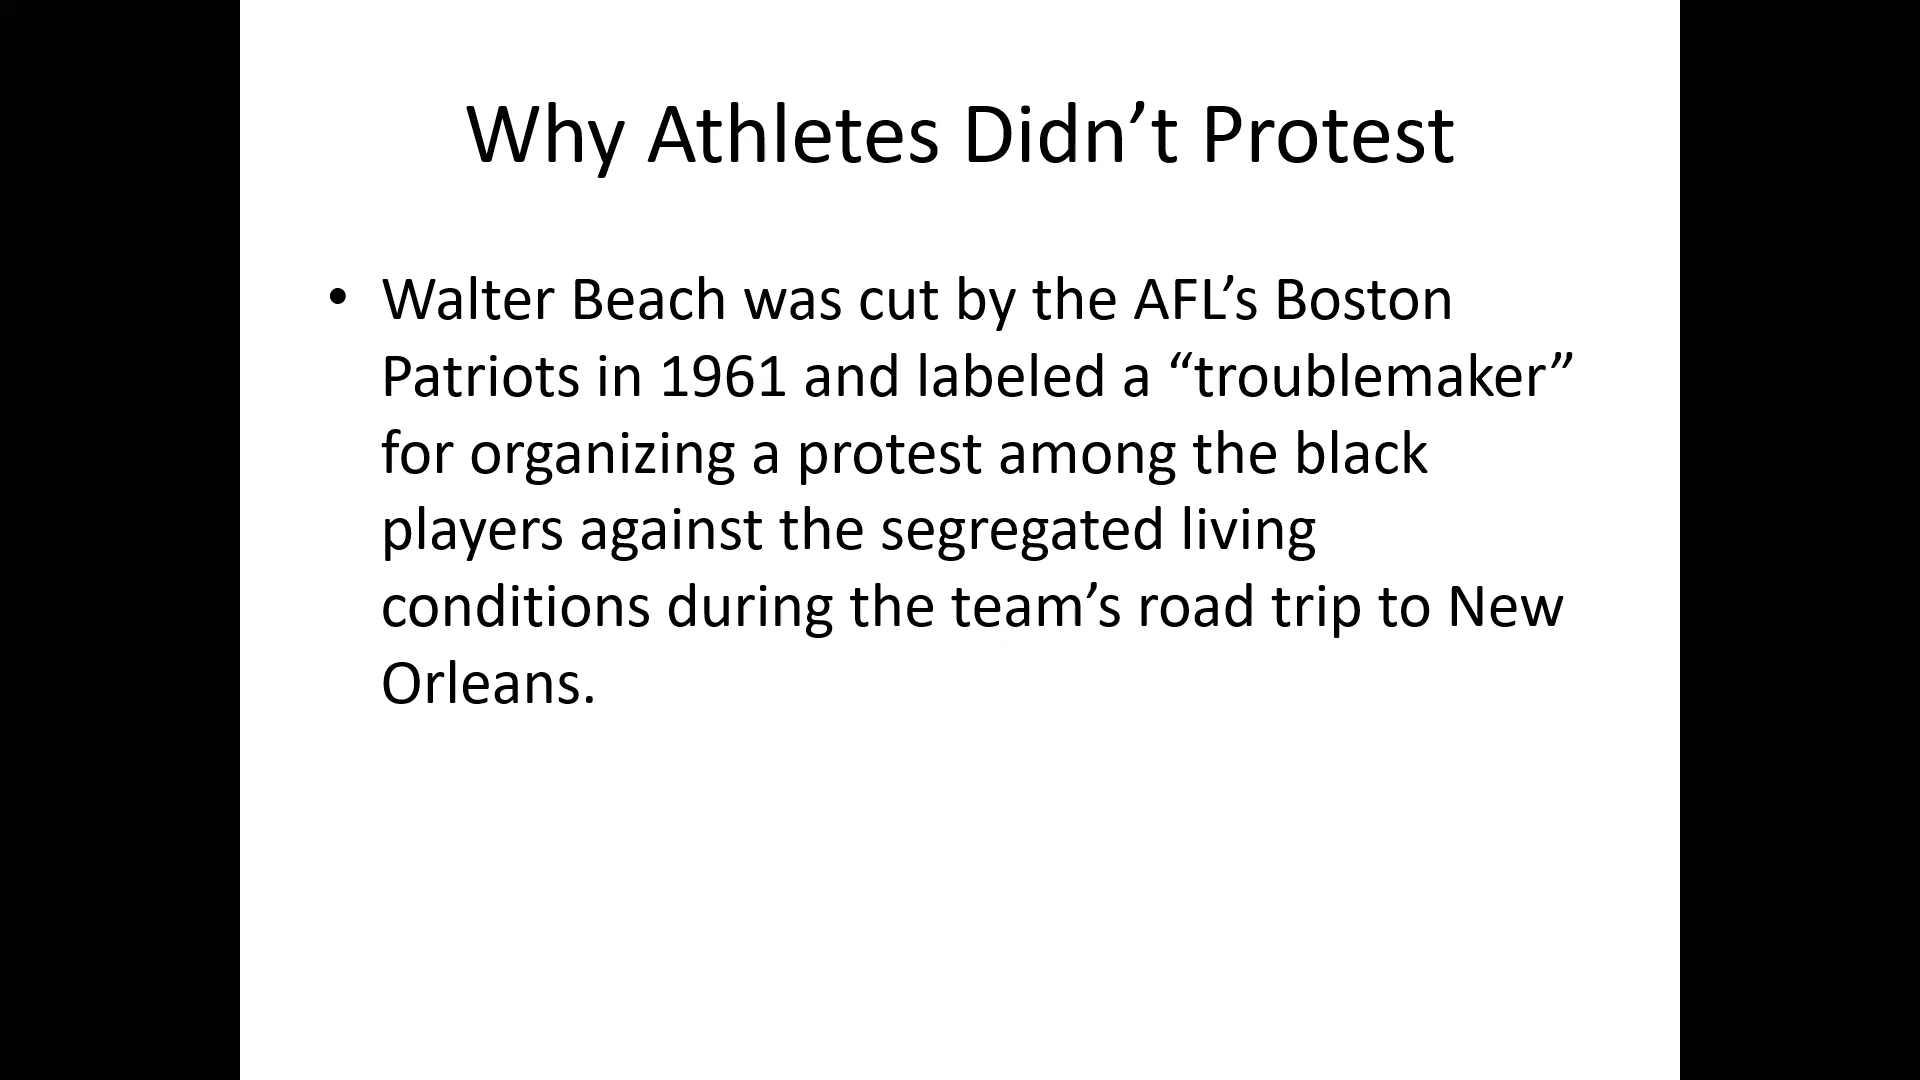 Why Athletes Didn’t Protest
• Walter Beach was cut by the AFL’s Boston
Patriots in 1961 and labeled a “troublemaker”
for organizing a protest among the black
players against the segregated living
conditions during the team’s road trip to New
Orleans.